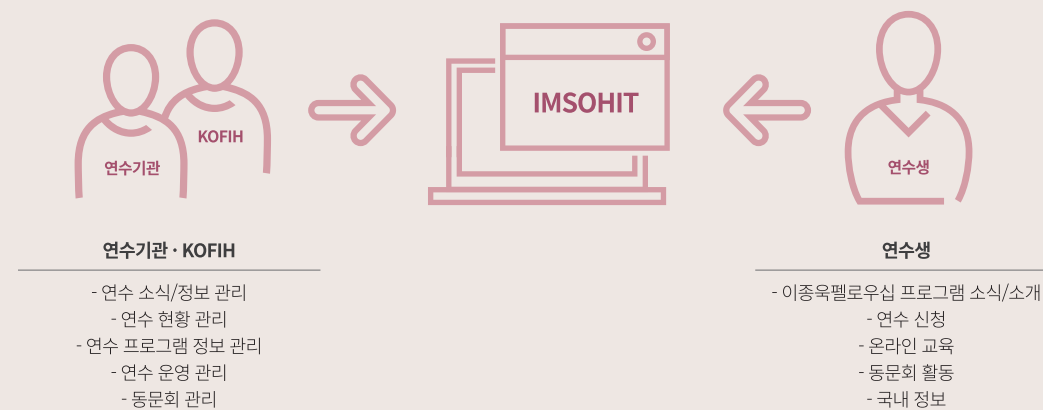 KOFIH
연수기관
IMSOHIT
연수생
연수기관 · KOFIH
- 연수 소식/정보 관리
- 연수 현황 관리
- 연수 프로그램 정보 관리
- 연수 운영 관리
- 동문회 관리
연수생
- 이종욱펠로우십 프로그램 소식/소개
- 연수 신청
- 온라인 교육
- 동문회 활동
- 국내 정보